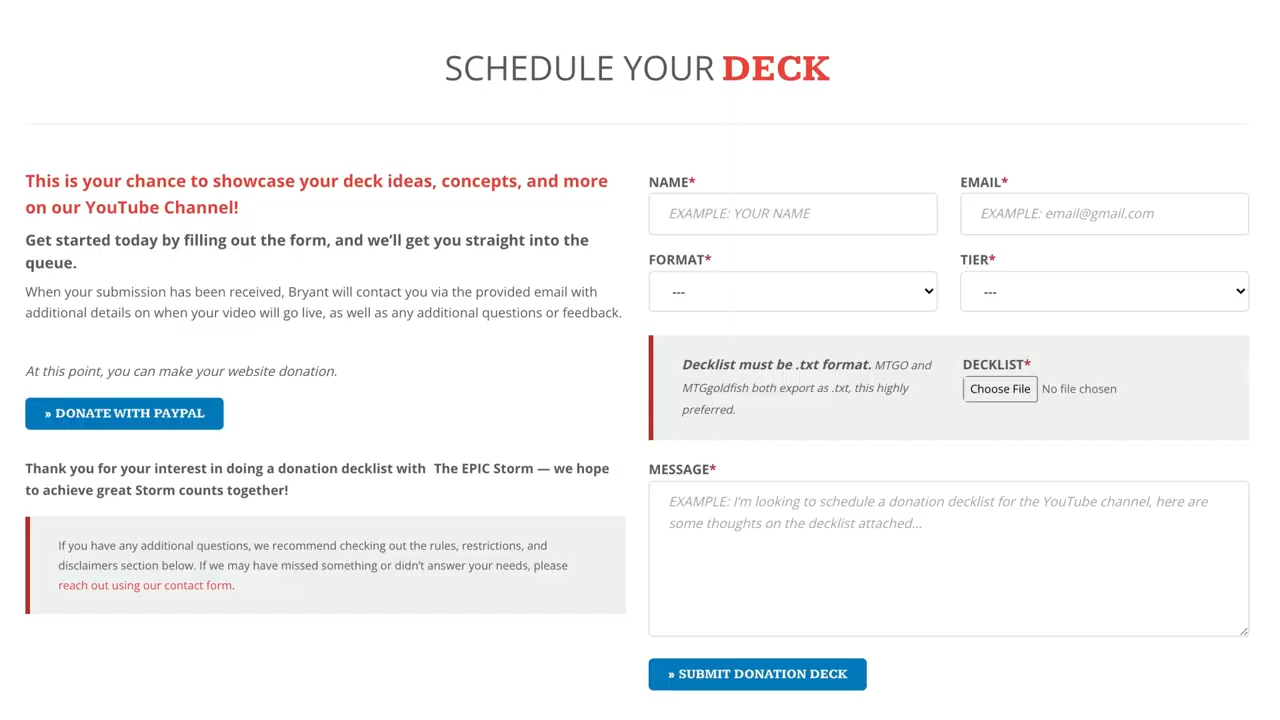 SCHEDULE YOUR DECK
This is your chance to showcase your deck ideas, concepts, and more
on our YouTube Channel!
Get started today by filling out the form, and we’ll get you straight into the
queue.
When your submission has been received, Bryant will contact you via the provided email with
additional details on when your video will go live, as well as any additional questions or feedback.
At this point, you can make your website donation.
» DONATE WITH PAYPAL
Thank you for your interest in doing a donation decklist with The EPIC Storm — we hope
to achieve great Storm counts together!
If you have any additional questions, we recommend checking out the rules, restrictions, and
disclaimers section below. If we may have missed something or didn’t answer your needs, please
reach out using our contact form.
NAME*
EXAMPLE: YOUR NAME
EMAIL*
EXAMPLE: email@gmail.com
FORMAT*
---
TIER*
---
Decklist must be .txt format. MTGO and
MTGgoldfish both export as .txt, this highly
preferred.
DECKLIST*
Choose File No file chosen
MESSAGE*
EXAMPLE: I’m looking to schedule a donation decklist for the YouTube channel, here are
some thoughts on the decklist attached...
» SUBMIT DONATION DECK